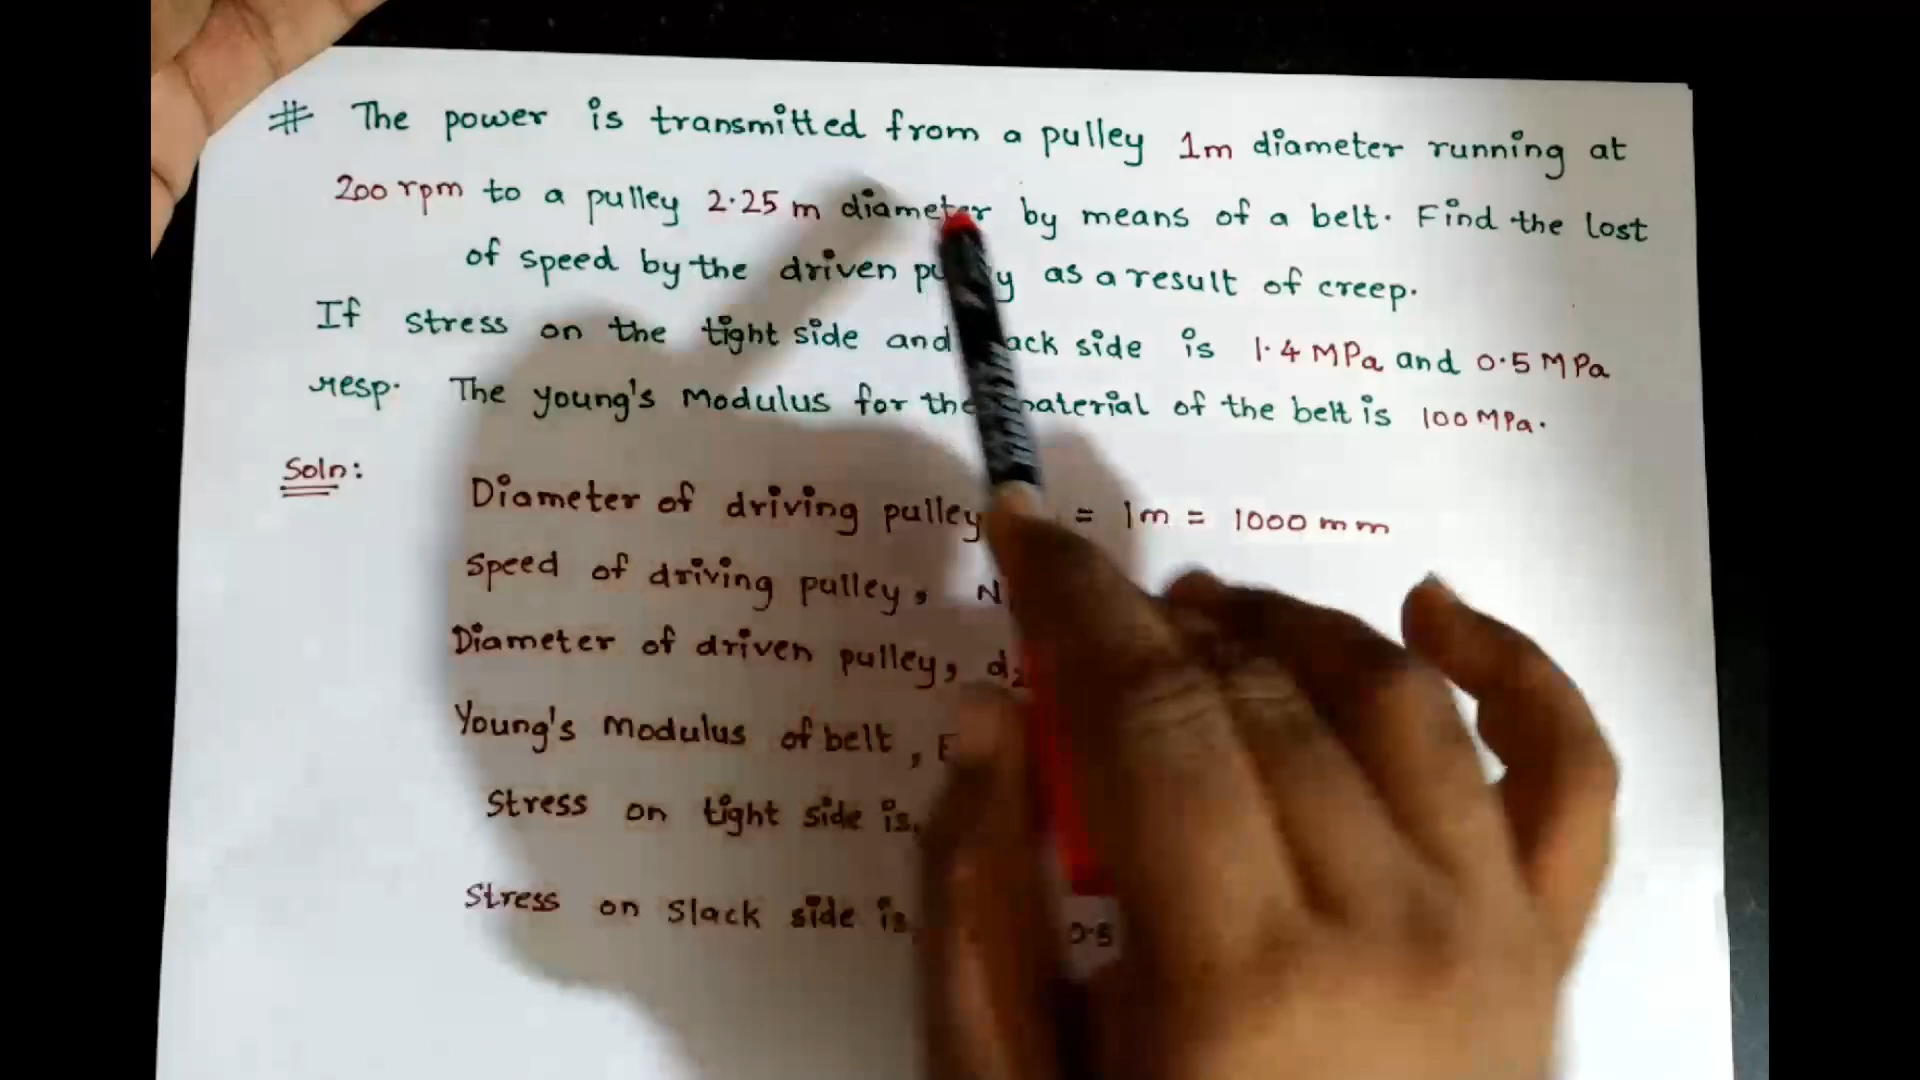 # The power is transmitted from a pulley 1m diameter running at
200 rpm to a pulley 2.25 m diameter by means of a belt. Find the lost
of speed by the driven as a result of creep.
If stress on the tight side and side is 1.4 MPa and 0.5 MPa
resp. The young's Modulus for the material of the belt is 100 MPa.
Soln:
Diameter of driving pulley = 1m = 1000 mm
Speed of driving pulley, N
Diameter of driven pulley, d2
Young's Modulus of belt, E
Stress on tight side is,
Stress on slack side is, 0.5